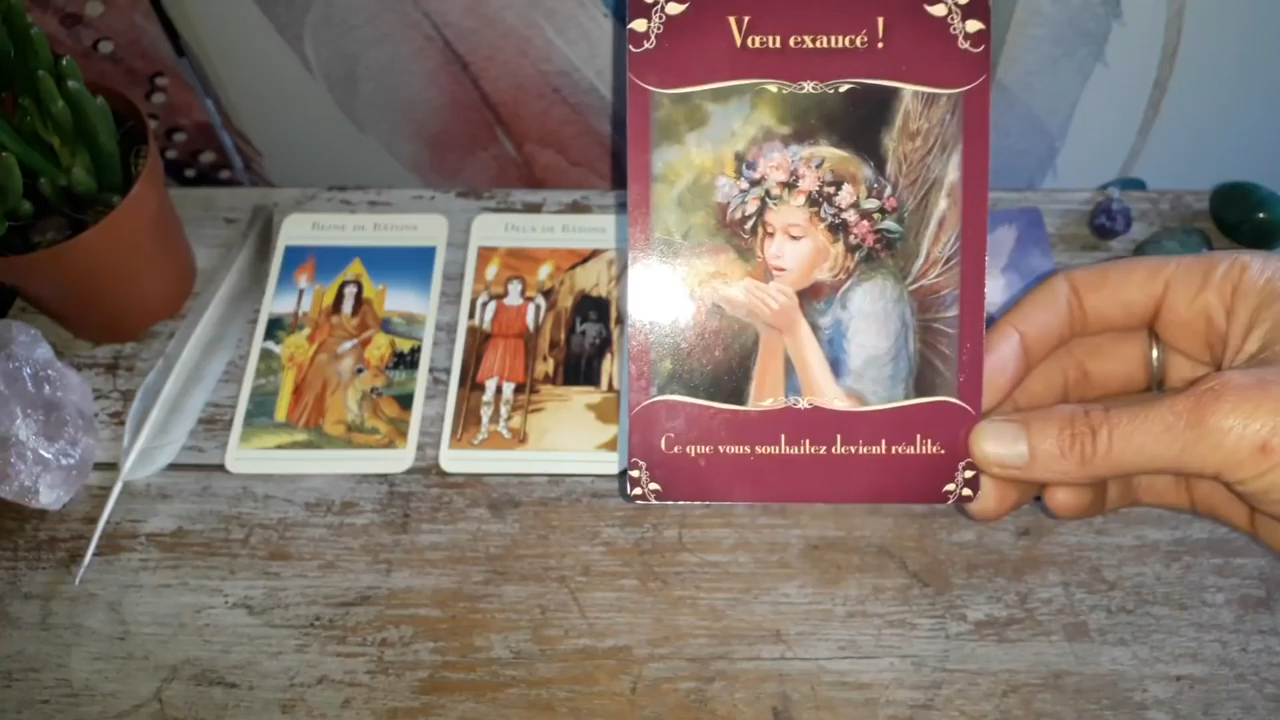 Vœu exaucé !
Reine de Bâtons
Deux de Bâtons
Ce que vous souhaitez devient réalité.